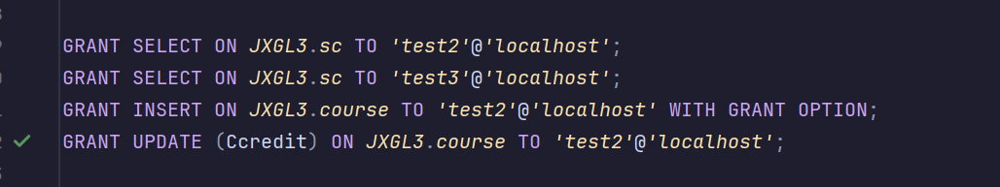 GRANT SELECT ON JXGL3.sc TO 'test2'@'localhost';
GRANT SELECT ON JXGL3.sc TO 'test3'@'localhost';
GRANT INSERT ON JXGL3.course TO 'test2'@'localhost' WITH GRANT OPTION;
GRANT UPDATE (Ccredit) ON JXGL3.course TO 'test2'@'localhost';